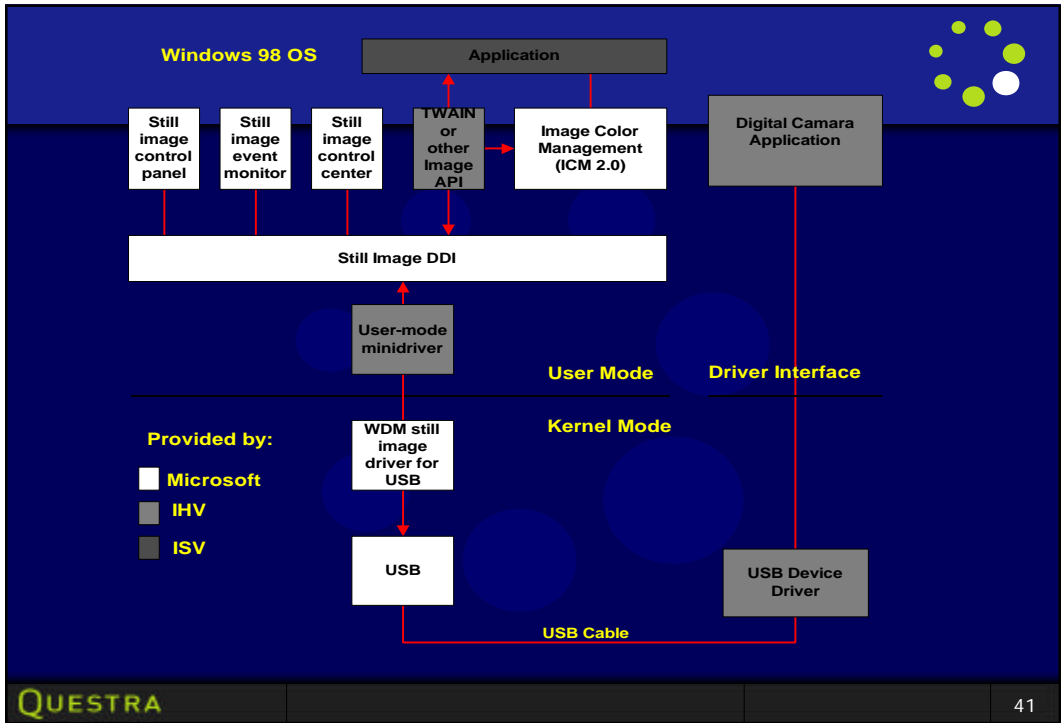 Windows 98 OS
Application
Still
image
control
panel
Still
image
event
monitor
Still
image
control
center
TWAIN
or
other
Image
API
Image Color
Management
(ICM 2.0)
Digital Camara
Application
Still Image DDI
User-mode
minidriver
User Mode
Driver Interface
Kernel Mode
Provided by:
Microsoft
IHV
ISV
WDM still
image
driver for
USB
USB
USB Device
Driver
USB Cable
QUESTRA
41